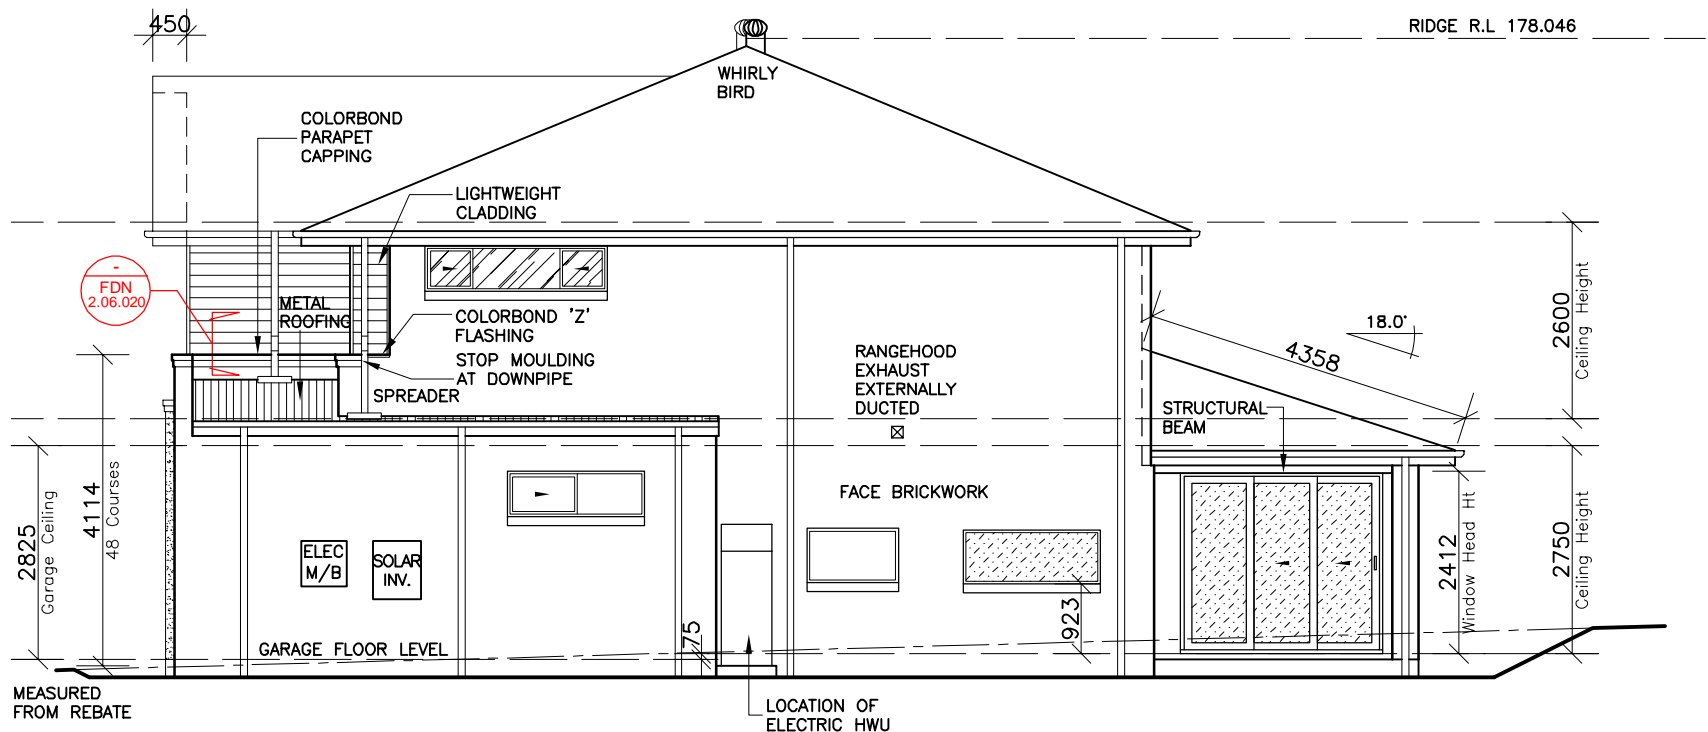 450
RIDGE R.L 178.046
WHIRLY
BIRD
COLORBOND
PARAPET
CAPPING
LIGHTWEIGHT
CLADDING
-
FDN
2.06.020
METAL
ROOFING
COLORBOND 'Z'
FLASHING
STOP MOULDING
AT DOWNPIPE
SPREADER
RANGEHOOD
EXHAUST
EXTERNALLY
DUCTED
18.0°
4358
2600
Ceiling Height
STRUCTURAL
BEAM
FACE BRICKWORK
2825
Garage Ceiling
4114
48 Courses
ELEC
M/B
SOLAR
INV.
2412
Window Head Ht
2750
Ceiling Height
923
75
GARAGE FLOOR LEVEL
MEASURED
FROM REBATE
LOCATION OF
ELECTRIC HWU